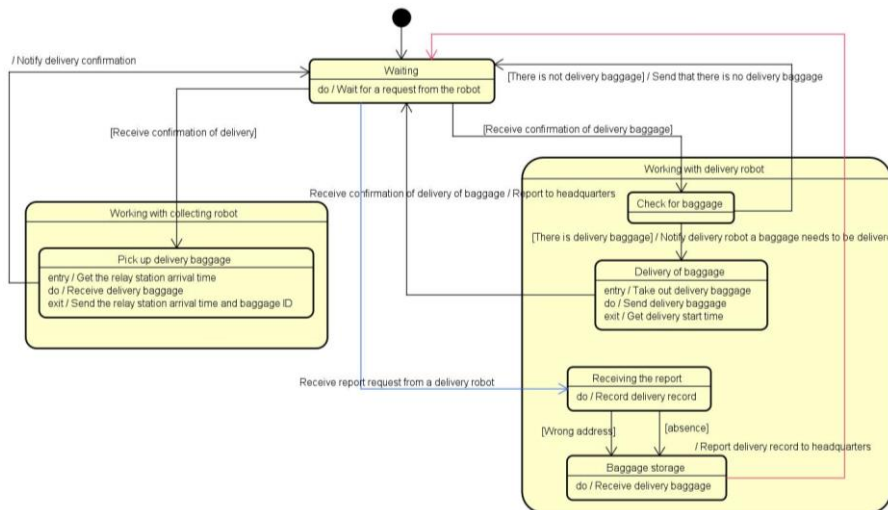 / Notify delivery confirmation
Waiting
do / Wait for a request from the robot
[There is not delivery baggage] / Send that there is no delivery baggage
[Receive confirmation of delivery]
[Receive confirmation of delivery baggage]
Working with delivery robot
Receive confirmation of delivery of baggage / Report to headquarters
Check for baggage
Working with collecting robot
[There is delivery baggage] / Notify delivery robot a baggage needs to be delivere
Pick up delivery baggage
entry / Get the relay station arrival time
do / Receive delivery baggage
exit / Send the relay station arrival time and baggage ID
Delivery of baggage
entry / Take out delivery baggage
do / Send delivery baggage
exit / Get delivery start time
Receive report request from a delivery robot
Receiving the report
do / Record delivery record
[Wrong address]
[absence]
/ Report delivery record to headquarters
Baggage storage
do / Receive delivery baggage